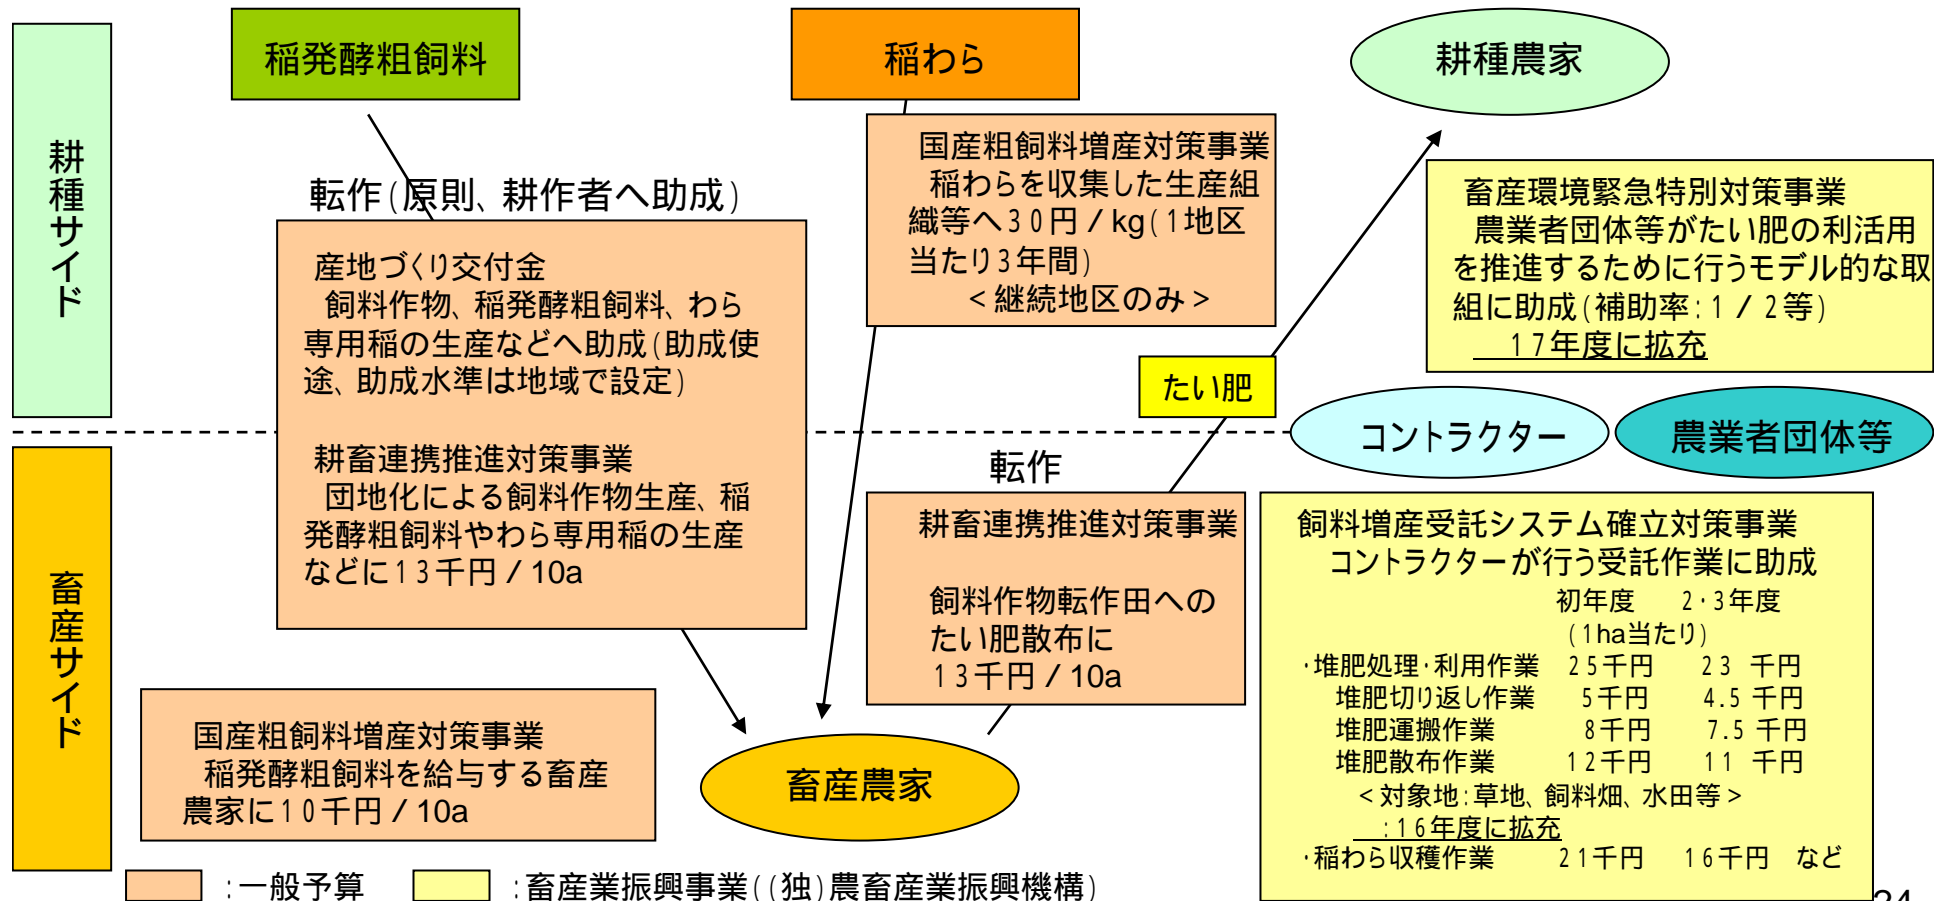 稲発酵粗飼料
稲わら
耕種農家
耕種サイド
転作(原則、耕作者へ助成)
産地づくり交付金
飼料作物、稲発酵粗飼料、わら
専用稲の生産などへ助成(助成使
途、助成水準は地域で設定)
耕畜連携推進対策事業
団地化による飼料作物生産、稲
発酵粗飼料やわら専用稲の生産
などに13千円/10a
国産粗飼料増産対策事業
稲わらを収集した生産組
織等へ30円/kg(1地区
当たり3年間)
<継続地区のみ>
畜産環境緊急特別対策事業
農業者団体等がたい肥の利活用
を推進するために行うモデル的な取
組に助成(補助率:1/2等)
17年度に拡充
たい肥
コントラクター
農業者団体等
畜産サイド
転作
耕畜連携推進対策事業
飼料作物転作田への
たい肥散布に
13千円/10a
飼料増産受託システム確立対策事業
コントラクターが行う受託作業に助成
初年度 2・3年度
(1ha当たり)
・堆肥処理・利用作業 25千円 23 千円
堆肥切り返し作業 5千円 4.5 千円
堆肥運搬作業 8千円 7.5 千円
堆肥散布作業 12千円 11 千円
<対象地:草地、飼料畑、水田等>
:16年度に拡充
・稲わら収穫作業 21千円 16千円 など
国産粗飼料増産対策事業
稲発酵粗飼料を給与する畜産
農家に10千円/10a
畜産農家
:一般予算
:畜産業振興事業((独)農畜産業振興機構)